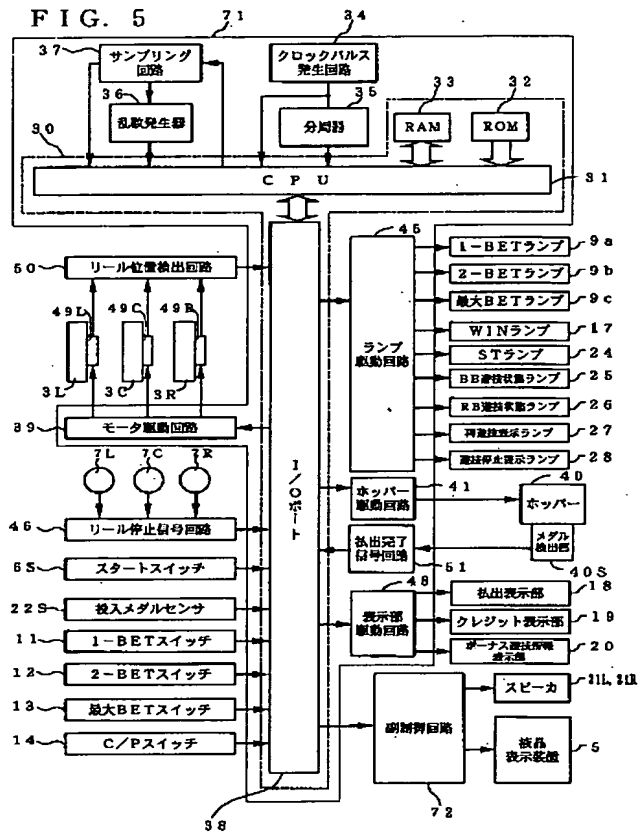 FIG. 5
71
37
サンプリング
回路
34
クロックパルス
発生回路
36
乱数発生器
35
分周器
33
RAM
32
ROM
30
CPU
31
50
リール位置検出回路
49L
49C
49R
3L
3C
3R
39
モータ駆動回路
7L
7C
7R
46
リール停止信号回路
6S
スタートスイッチ
22S
投入メダルセンサ
11
1-BETスイッチ
12
2-BETスイッチ
13
最大BETスイッチ
14
C/Pスイッチ
I/Oポート
38
45
ランプ
駆動回路
1-BETランプ
9a
2-BETランプ
9b
最大BETランプ
9c
WINランプ
17
STランプ
24
BB遊技状態ランプ
25
RB遊技状態ランプ
26
再遊技表示ランプ
27
遊技停止表示ランプ
28
ホッパー
駆動回路
41
40
ホッパー
メダル
検出部
40S
払出完了
信号回路
51
48
表示部
駆動回路
払出表示部
18
クレジット表示部
19
ボーナス遊技情報
表示部
20
副制御回路
72
スピーカ
21L, 21R
液晶
表示装置
5